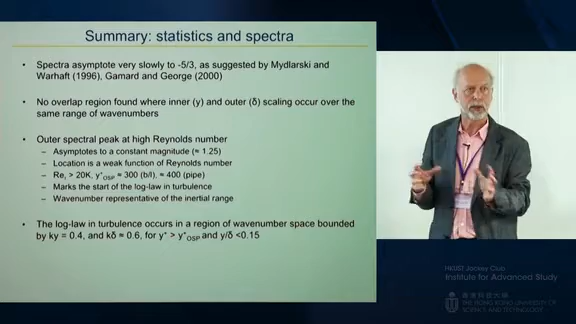 Summary: statistics and spectra
• Spectra asymptote very slowly to -5/3, as suggested by Mydlarski and
Warhaft (1996), Gamard and George (2000)
• No overlap region found where inner (y) and outer (δ) scaling occur over the
same range of wavenumbers
• Outer spectral peak at high Reynolds number
– Asymptotes to a constant magnitude (≈ 1.25)
– Location is a weak function of Reynolds number
– Reτ > 20K, y⁺OSP ≈ 300 (b/l), ≈ 400 (pipe)
– Marks the start of the log-law in turbulence
– Wavenumber representative of the inertial range
• The log-law in turbulence occurs in a region of wavenumber space bounded
by ky = 0.4, and kδ ≈ 0.6, for y⁺ > y⁺OSP and y/δ <0.15
HKUST Jockey Club
Institute for Advanced Study
香港科技大學
THE HONG KONG UNIVERSITY OF
SCIENCE AND TECHNOLOGY